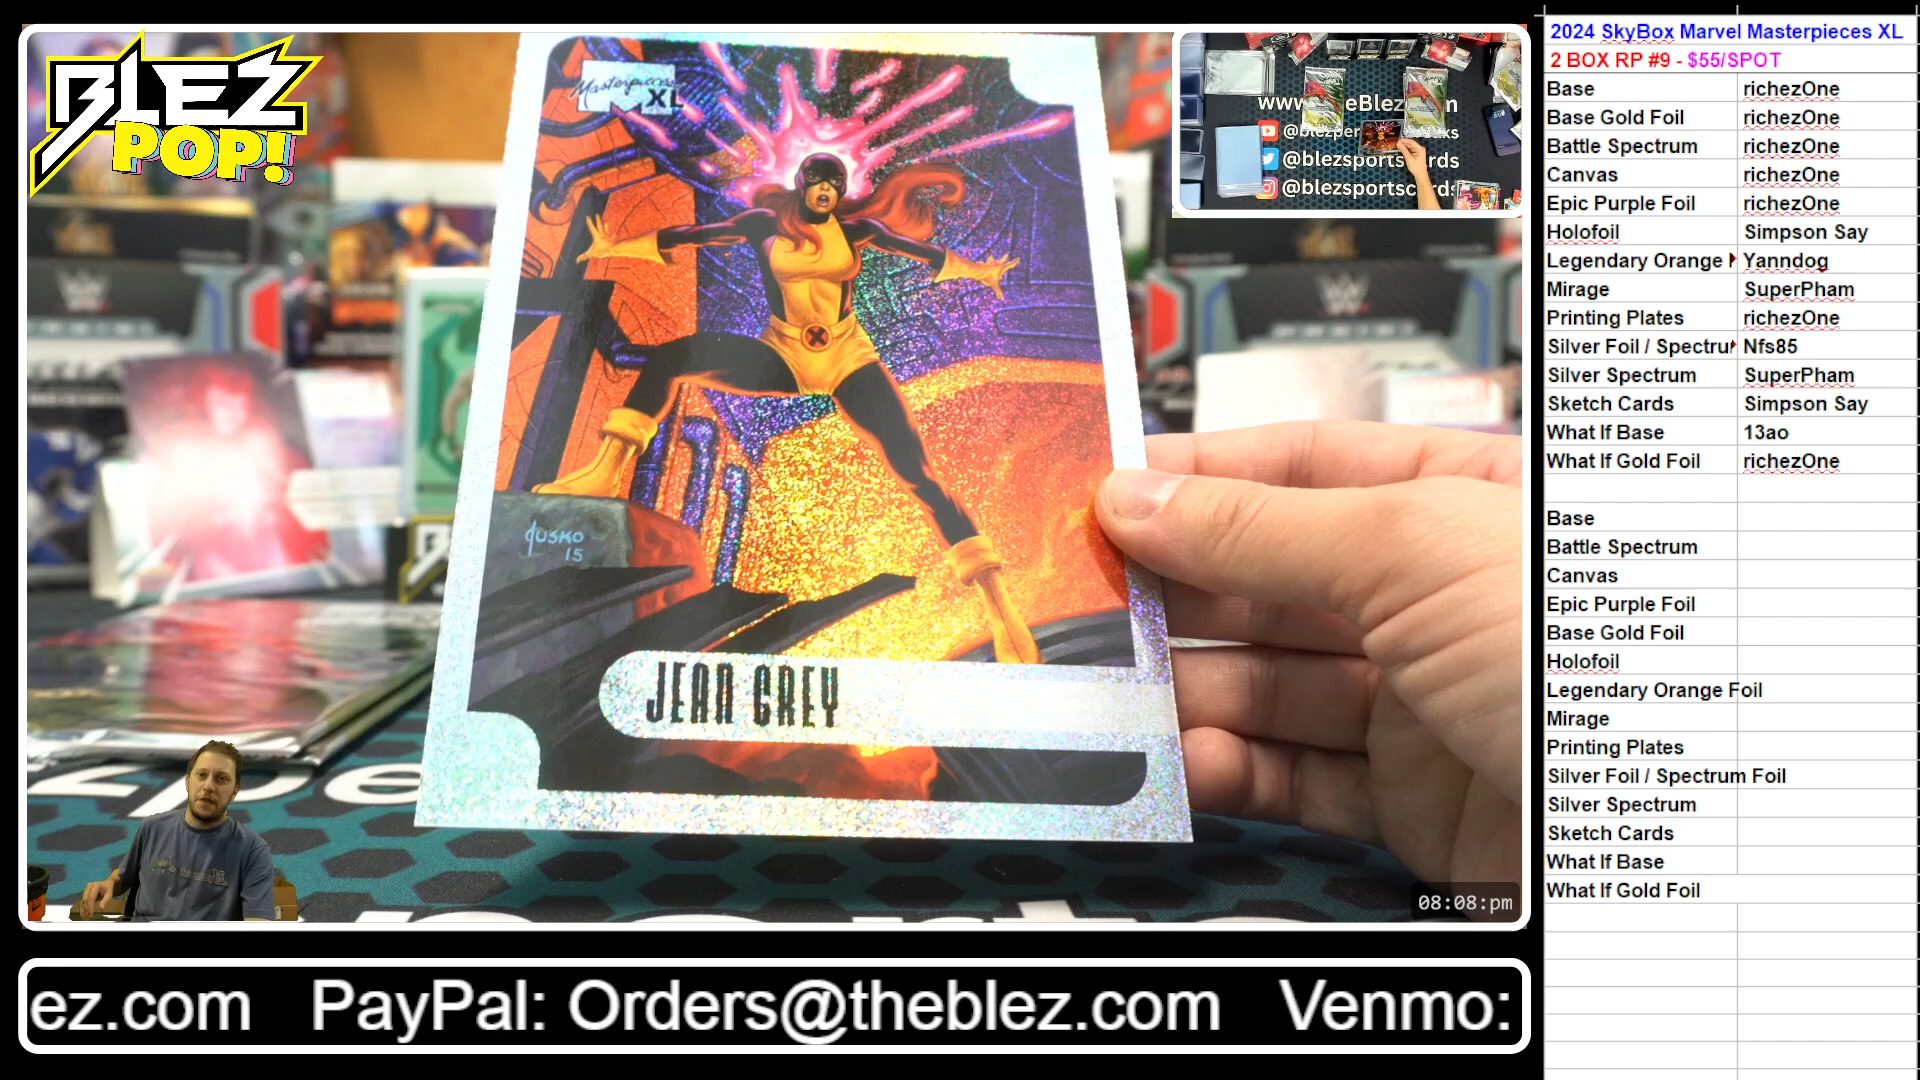 BLEZ
POP!
Masterpieces
XL
JUSKO
15
JEAN GREY
@blezsportscards
@blezsportscards
08:08:pm
ez.com PayPal: Orders@theblez.com Venmo:
2024 SkyBox Marvel Masterpieces XL
2 BOX RP #9 - $55/SPOT
Base richezOne
Base Gold Foil richezOne
Battle Spectrum richezOne
Canvas richezOne
Epic Purple Foil richezOne
Holofoil Simpson Say
Legendary Orange Yanndog
Mirage SuperPham
Printing Plates richezOne
Silver Foil / Spectru Nfs85
Silver Spectrum SuperPham
Sketch Cards Simpson Say
What If Base 13ao
What If Gold Foil richezOne
Base
Battle Spectrum
Canvas
Epic Purple Foil
Base Gold Foil
Holofoil
Legendary Orange Foil
Mirage
Printing Plates
Silver Foil / Spectrum Foil
Silver Spectrum
Sketch Cards
What If Base
What If Gold Foil